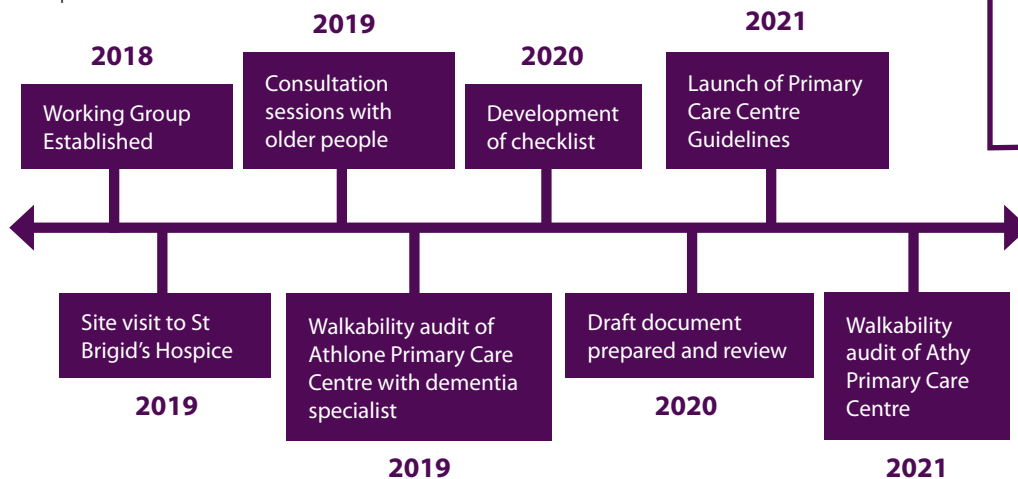 2018
Working Group
Established
Site visit to St
Brigid’s Hospice
2019
2019
Consultation
sessions with
older people
Walkability audit of
Athlone Primary Care
Centre with dementia
specialist
2019
2020
Development
of checklist
Draft document
prepared and review
2020
2021
Launch of Primary
Care Centre
Guidelines
Walkability
audit of Athy
Primary Care
Centre
2021